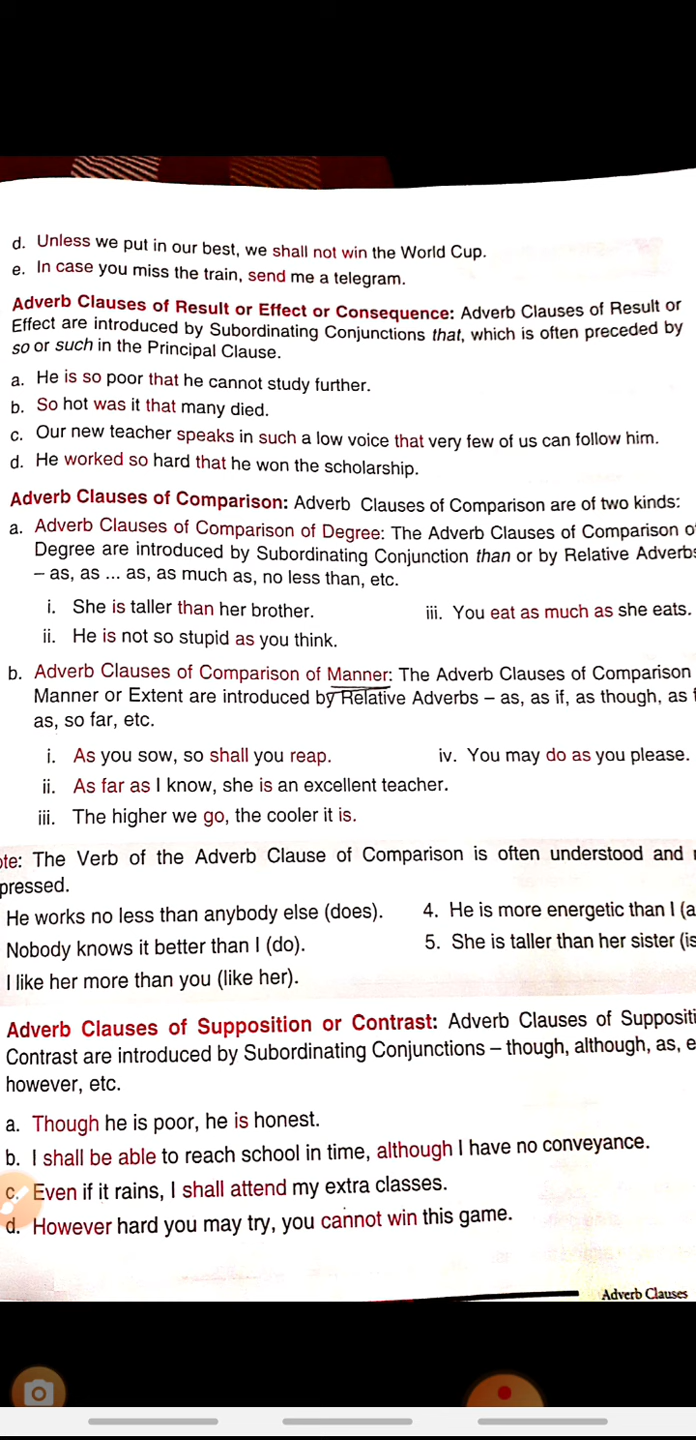 d. Unless we put in our best, we shall not win the World Cup.
e. In case you miss the train, send me a telegram.
Adverb Clauses of Result or Effect or Consequence: Adverb Clauses of Result or
Effect are introduced by Subordinating Conjunctions that, which is often preceded by
so or such in the Principal Clause.
a. He is so poor that he cannot study further.
b. So hot was it that many died.
c. Our new teacher speaks in such a low voice that very few of us can follow him.
d. He worked so hard that he won the scholarship.
Adverb Clauses of Comparison: Adverb Clauses of Comparison are of two kinds:
a. Adverb Clauses of Comparison of Degree: The Adverb Clauses of Comparison o
Degree are introduced by Subordinating Conjunction than or by Relative Adverbs
– as, as ... as, as much as, no less than, etc.
i. She is taller than her brother. iii. You eat as much as she eats.
ii. He is not so stupid as you think.
b. Adverb Clauses of Comparison of Manner: The Adverb Clauses of Comparison
Manner or Extent are introduced by Relative Adverbs – as, as if, as though, as f
as, so far, etc.
i. As you sow, so shall you reap. iv. You may do as you please.
ii. As far as I know, she is an excellent teacher.
iii. The higher we go, the cooler it is.
ote: The Verb of the Adverb Clause of Comparison is often understood and
pressed.
He works no less than anybody else (does). 4. He is more energetic than I (a
Nobody knows it better than I (do). 5. She is taller than her sister (is
I like her more than you (like her).
Adverb Clauses of Supposition or Contrast: Adverb Clauses of Suppositi
Contrast are introduced by Subordinating Conjunctions – though, although, as, e
however, etc.
a. Though he is poor, he is honest.
b. I shall be able to reach school in time, although I have no conveyance.
c. Even if it rains, I shall attend my extra classes.
d. However hard you may try, you cannot win this game.
Adverb Clauses